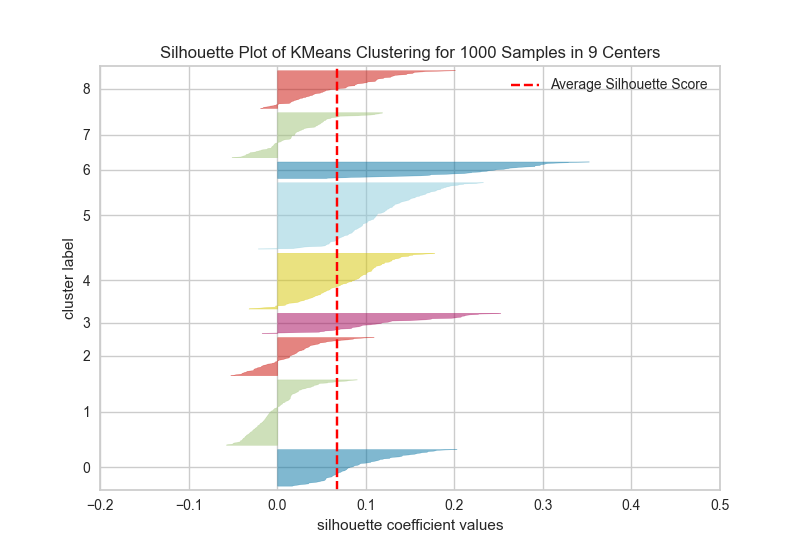 Silhouette Plot of KMeans Clustering for 1000 Samples in 9 Centers
Average Silhouette Score
cluster label
8
7
6
5
4
3
2
1
0
−0.2 −0.1 0.0 0.1 0.2 0.3 0.4 0.5
silhouette coefficient values